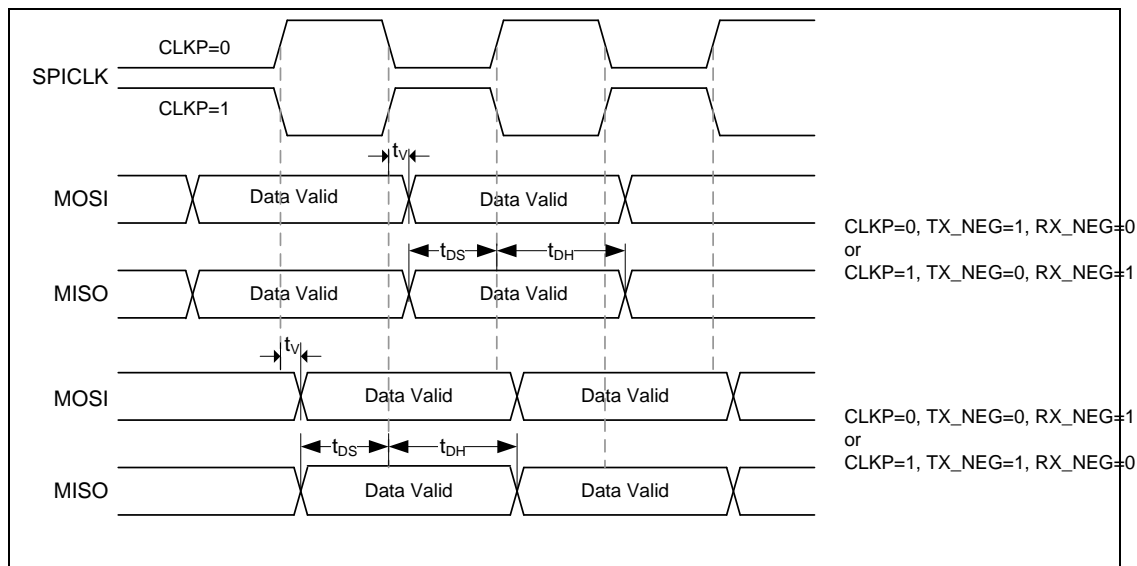 CLKP=0
SPICLK
CLKP=1
tV
MOSI
Data Valid
Data Valid
CLKP=0, TX_NEG=1, RX_NEG=0
or
CLKP=1, TX_NEG=0, RX_NEG=1
tDS
tDH
MISO
Data Valid
Data Valid
tV
MOSI
Data Valid
Data Valid
CLKP=0, TX_NEG=0, RX_NEG=1
or
CLKP=1, TX_NEG=1, RX_NEG=0
tDS
tDH
MISO
Data Valid
Data Valid